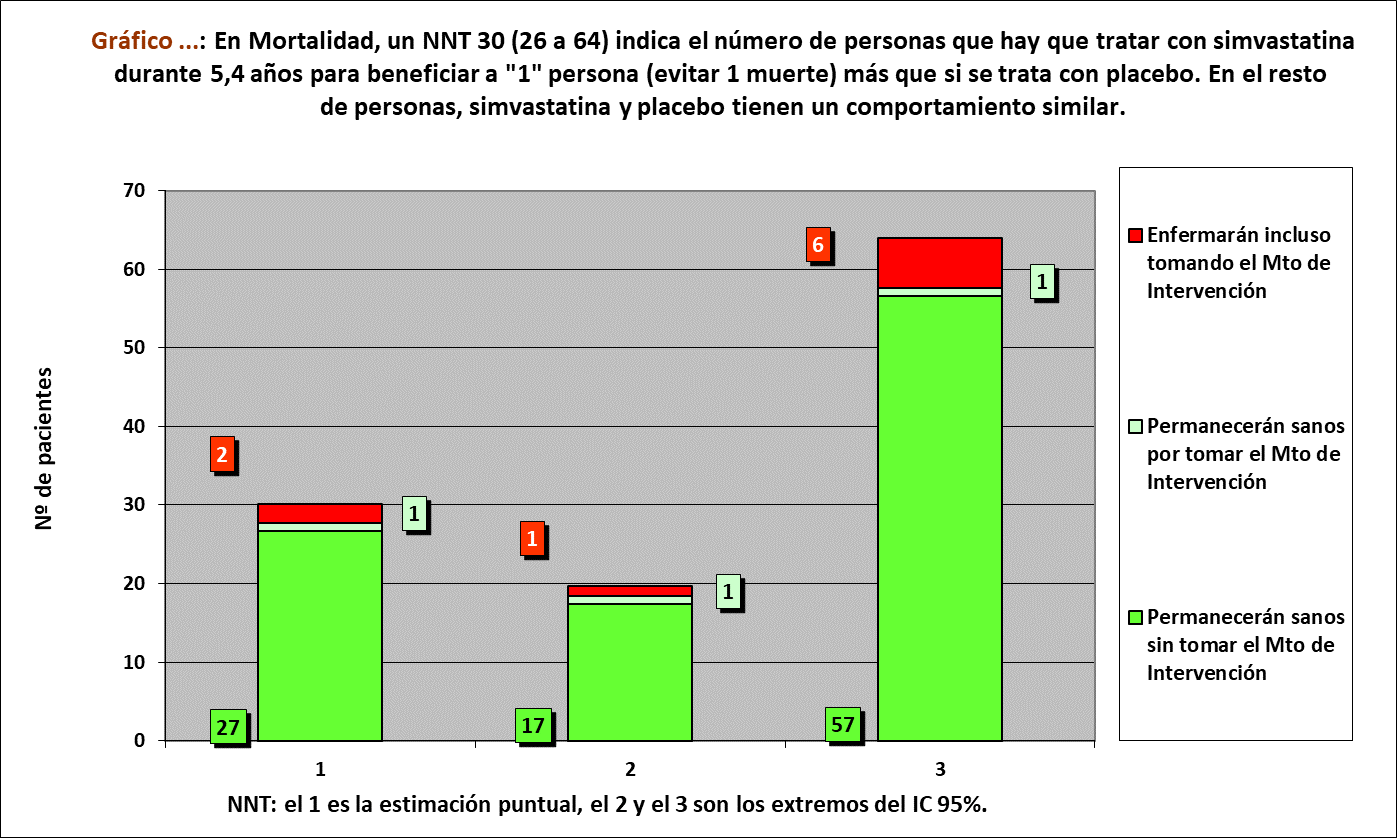 Gráfico ...: En Mortalidad, un NNT 30 (26 a 64) indica el número de personas que hay que tratar con simvastatina
durante 5,4 años para beneficiar a "1" persona (evitar 1 muerte) más que si se trata con placebo. En el resto
de personas, simvastatina y placebo tienen un comportamiento similar.
Nº de pacientes
70
60
50
40
30
20
10
0
2
1
27
1
1
17
6
1
57
1
2
3
NNT: el 1 es la estimación puntual, el 2 y el 3 son los extremos del IC 95%.
Enfermarán incluso
tomando el Mto de
Intervención
Permanecerán sanos
por tomar el Mto de
Intervención
Permanecerán sanos
sin tomar el Mto de
Intervención